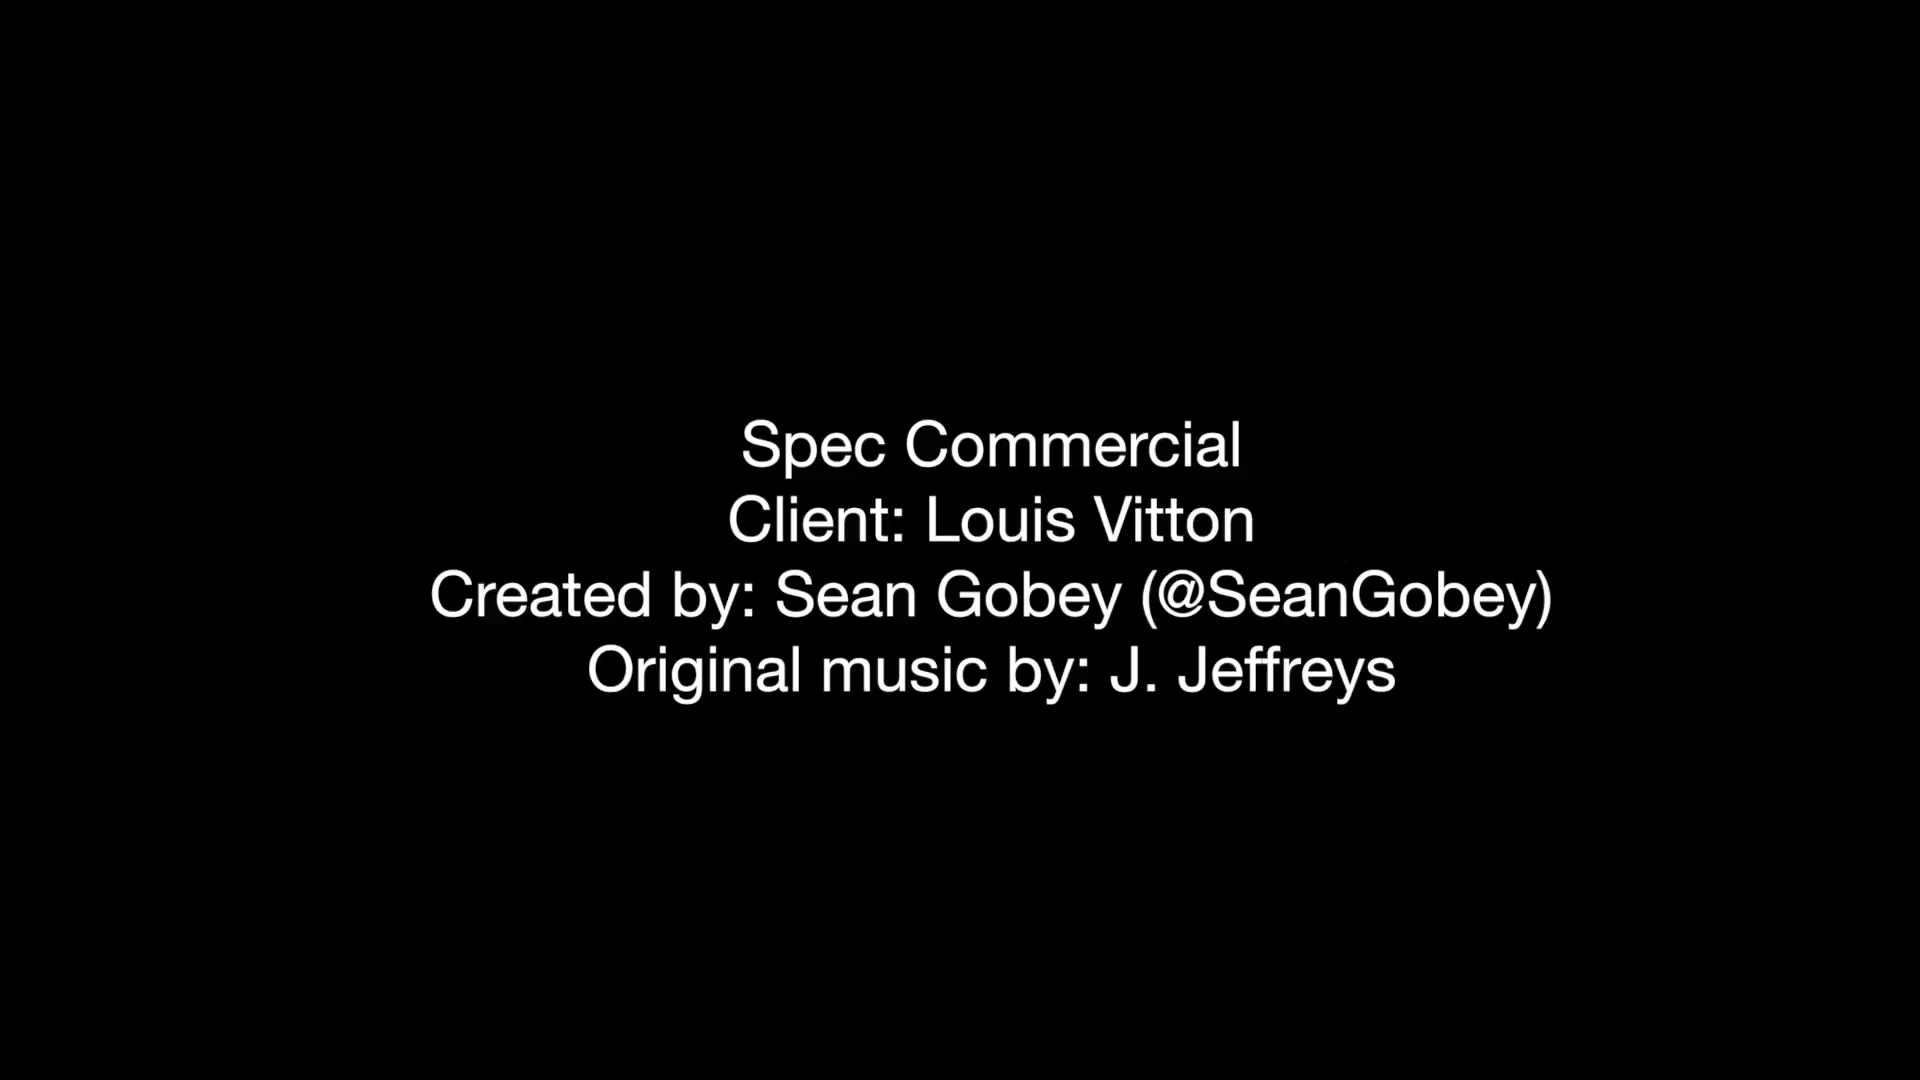 Spec Commercial
Client: Louis Vitton
Created by: Sean Gobey (@SeanGobey)
Original music by: J. Jeffreys